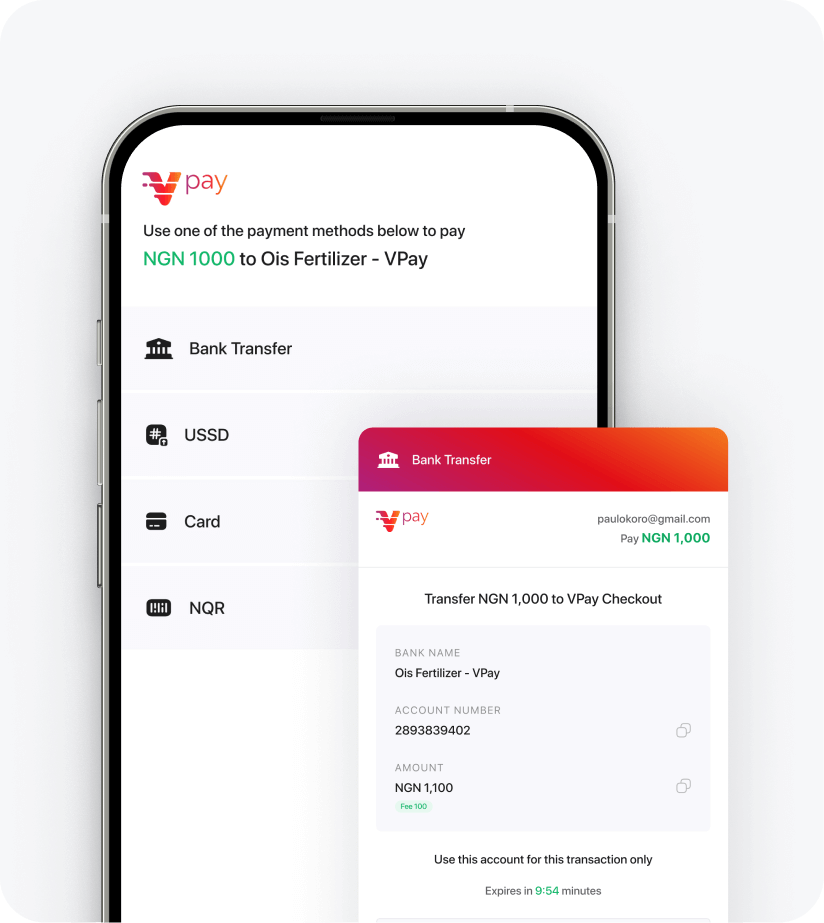 pay
Use one of the payment methods below to pay
NGN 1000 to Ois Fertilizer - VPay
Bank Transfer
USSD
Card
NQR
Bank Transfer
pay
paulokoro@gmail.com
Pay NGN 1,000
Transfer NGN 1,000 to VPay Checkout
BANK NAME
Ois Fertilizer - VPay
ACCOUNT NUMBER
2893839402
AMOUNT
NGN 1,100
Fee 100
Use this account for this transaction only
Expires in 9:54 minutes